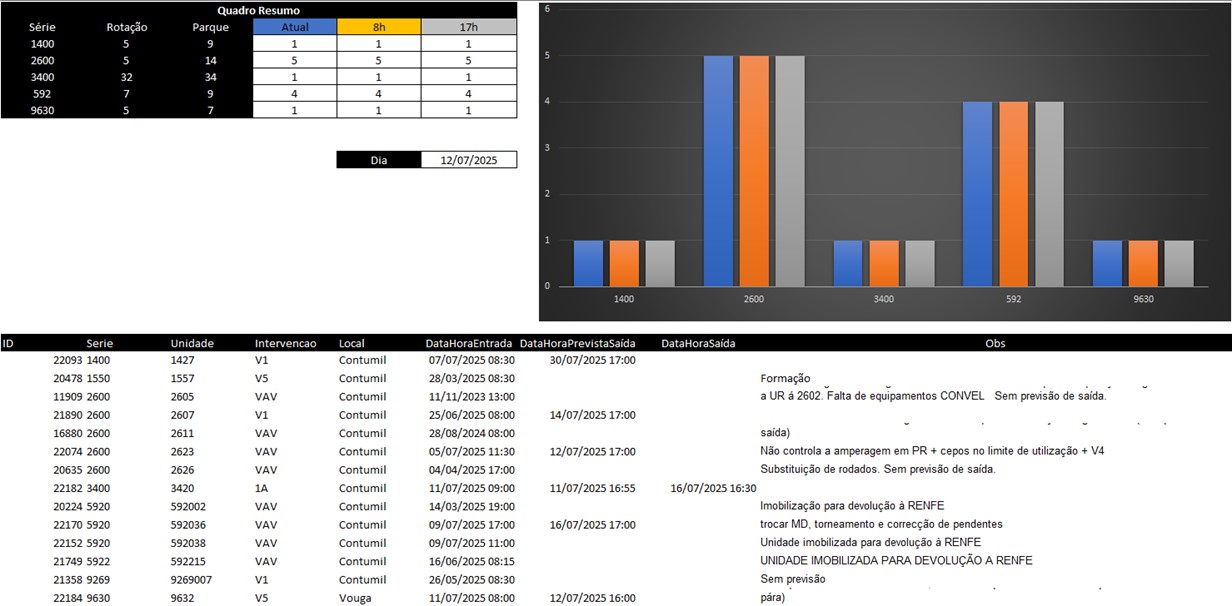 Quadro Resumo
Série Rotação Parque Atual 8h 17h
1400 5 9 1 1 1
2600 5 14 5 5 5
3400 32 34 1 1 1
592 7 9 4 4 4
9630 5 7 1 1 1
Dia 12/07/2025
6
5
4
3
2
1
0
1400 2600 3400 592 9630
ID Serie Unidade Intervencao Local DataHoraEntrada DataHoraPrevistaSaída DataHoraSaída Obs
22093 1400 1427 V1 Contumil 07/07/2025 08:30 30/07/2025 17:00
20478 1550 1557 V5 Contumil 28/03/2025 08:30 Formação
11909 2600 2605 VAV Contumil 11/11/2023 13:00 a UR á 2602. Falta de equipamentos CONVEL Sem previsão de saída.
21890 2600 2607 V1 Contumil 25/06/2025 08:00 14/07/2025 17:00
16880 2600 2611 VAV Contumil 28/08/2024 08:00 saída)
22074 2600 2623 VAV Contumil 05/07/2025 11:30 12/07/2025 17:00 Não controla a amperagem em PR + cepos no limite de utilização + V4
20635 2600 2626 VAV Contumil 04/04/2025 17:00 Substituição de rodados. Sem previsão de saída.
22182 3400 3420 1A Contumil 11/07/2025 09:00 11/07/2025 16:55 16/07/2025 16:30
20224 5920 592002 VAV Contumil 14/03/2025 19:00 Imobilização para devolução à RENFE
22170 5920 592036 VAV Contumil 09/07/2025 17:00 16/07/2025 17:00 trocar MD, torneamento e correcção de pendentes
22152 5920 592038 VAV Contumil 09/07/2025 11:00 Unidade imobilizada para devolução à RENFE
21749 5922 592215 VAV Contumil 16/06/2025 08:15 UNIDADE IMOBILIZADA PARA DEVOLUÇÃO A RENFE
21358 9269 9269007 V1 Contumil 26/05/2025 08:30 Sem previsão
22184 9630 9632 V5 Vouga 11/07/2025 08:00 12/07/2025 16:00 pára)